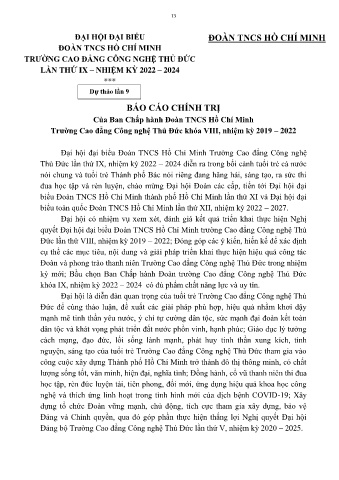 13
ĐẠI HỘI ĐẠI BIỂU
ĐOÀN TNCS HỒ CHÍ MINH
TRƯỜNG CAO ĐẲNG CÔNG NGHỆ THỦ ĐỨC
LẦN THỨ IX – NHIỆM KỲ 2022 – 2024
***
ĐOÀN TNCS HỒ CHÍ MINH
Dự thảo lần 9
BÁO CÁO CHÍNH TRỊ
Của Ban Chấp hành Đoàn TNCS Hồ Chí Minh
Trường Cao đẳng Công nghệ Thủ Đức khóa VIII, nhiệm kỳ 2019 – 2022
Đại hội đại biểu Đoàn TNCS Hồ Chí Minh Trường Cao đẳng Công nghệ
Thủ Đức lần thứ IX, nhiệm kỳ 2022 – 2024 diễn ra trong bối cảnh tuổi trẻ cả nước
nói chung và tuổi trẻ Thành phố Bác nói riêng đang hăng hái, sáng tạo, ra sức thi
đua học tập và rèn luyện, chào mừng Đại hội Đoàn các cấp, tiến tới Đại hội đại
biểu Đoàn TNCS Hồ Chí Minh thành phố Hồ Chí Minh lần thứ XI và Đại hội đại
biểu toàn quốc Đoàn TNCS Hồ Chí Minh lần thứ XII, nhiệm kỳ 2022 – 2027.
Đại hội có nhiệm vụ xem xét, đánh giá kết quả triển khai thực hiện Nghị
quyết Đại hội đại biểu Đoàn TNCS Hồ Chí Minh trường Cao đẳng Công nghệ Thủ
Đức lần thứ VIII, nhiệm kỳ 2019 – 2022; Đóng góp các ý kiến, hiến kế để xác định
cụ thể các mục tiêu, nội dung và giải pháp triển khai thực hiện hiệu quả công tác
Đoàn và phong trào thanh niên Trường Cao đẳng Công nghệ Thủ Đức trong nhiệm
kỳ mới; Bầu chọn Ban Chấp hành Đoàn trường Cao đẳng Công nghệ Thủ Đức
khóa IX, nhiệm kỳ 2022 – 2024 có đủ phẩm chất năng lực và uy tín.
Đại hội là diễn đàn quan trọng của tuổi trẻ Trường Cao đẳng Công nghệ Thủ
Đức để cùng thảo luận, đề xuất các giải pháp phù hợp, hiệu quả nhằm khơi dậy
mạnh mẽ tinh thần yêu nước, ý chí tự cường dân tộc, sức mạnh đại đoàn kết toàn
dân tộc và khát vọng phát triển đất nước phồn vinh, hạnh phúc; Giáo dục lý tưởng
cách mạng, đạo đức, lối sống lành mạnh, phát huy tinh thần xung kích, tình
nguyện, sáng tạo của tuổi trẻ Trường Cao đẳng Công nghệ Thủ Đức tham gia vào
công cuộc xây dựng Thành phố Hồ Chí Minh trở thành đô thị thông minh, có chất
lượng sống tốt, văn minh, hiện đại, nghĩa tình; Đồng hành, cổ vũ thanh niên thi đua
học tập, rèn đức luyện tài, tiên phong, đổi mới, ứng dụng hiệu quả khoa học công
nghệ và thích ứng linh hoạt trong tình hình mới của dịch bệnh COVID-19; Xây
dựng tổ chức Đoàn vững mạnh, chủ động, tích cực tham gia xây dựng, bảo vệ
Đảng và Chính quyền, qua đó góp phần thực hiện thắng lợi Nghị quyết Đại hội
Đảng bộ Trường Cao đẳng Công nghệ Thủ Đức lần thứ V, nhiệm kỳ 2020 – 2025.